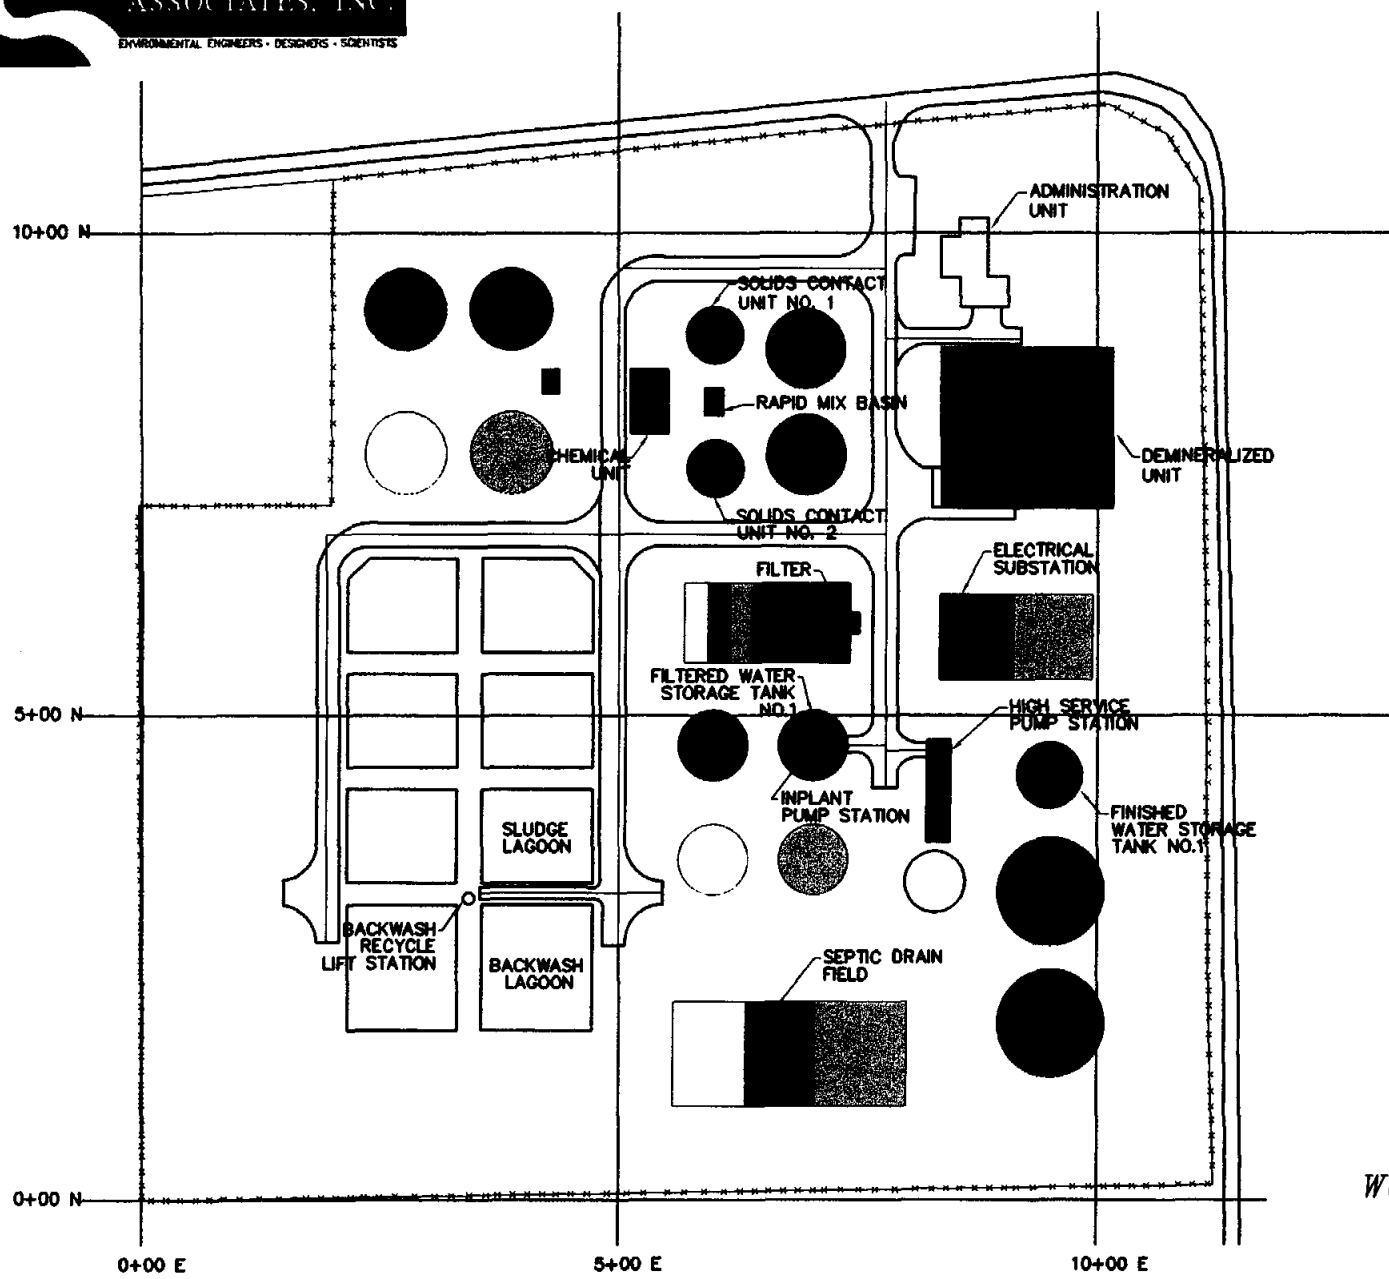 ASSOCIATES, INC.
ENVIRONMENTAL ENGINEERS • DESIGNERS • SCIENTISTS
ADMINISTRATION
UNIT
10+00 N
SOLIDS CONTACT
UNIT NO. 1
RAPID MIX BASIN
CHEMICAL
UNIT
DEMINERALIZED
UNIT
SOLIDS CONTACT
UNIT NO. 2
ELECTRICAL
SUBSTATION
FILTER
FILTERED WATER
STORAGE TANK
NO.1
5+00 N
HIGH SERVICE
PUMP STATION
INPLANT
PUMP STATION
FINISHED
WATER STORAGE
TANK NO.1
SLUDGE
LAGOON
BACKWASH
RECYCLE
LIFT STATION
BACKWASH
LAGOON
SEPTIC DRAIN
FIELD
0+00 N
0+00 E
5+00 E
10+00 E